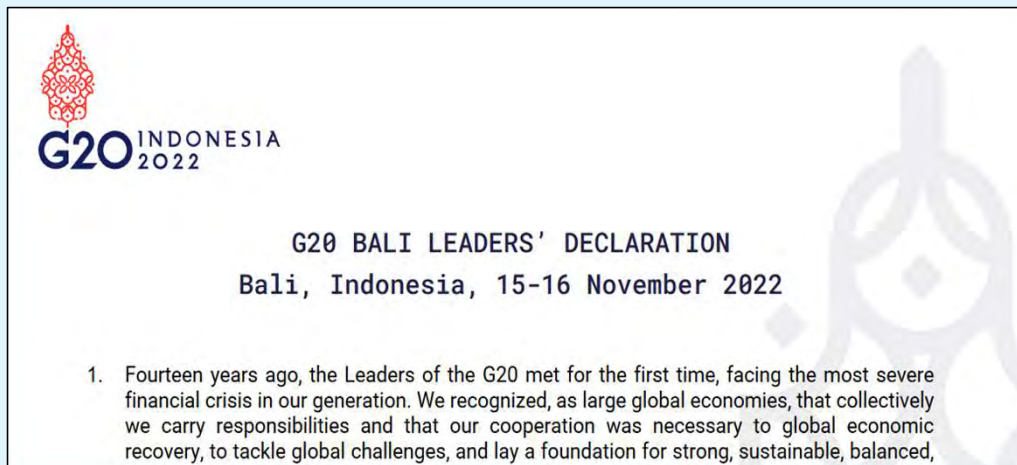 G20 INDONESIA
2022
G20 BALI LEADERS’ DECLARATION
Bali, Indonesia, 15-16 November 2022
1. Fourteen years ago, the Leaders of the G20 met for the first time, facing the most severe
financial crisis in our generation. We recognized, as large global economies, that collectively
we carry responsibilities and that our cooperation was necessary to global economic
recovery, to tackle global challenges, and lay a foundation for strong, sustainable, balanced,